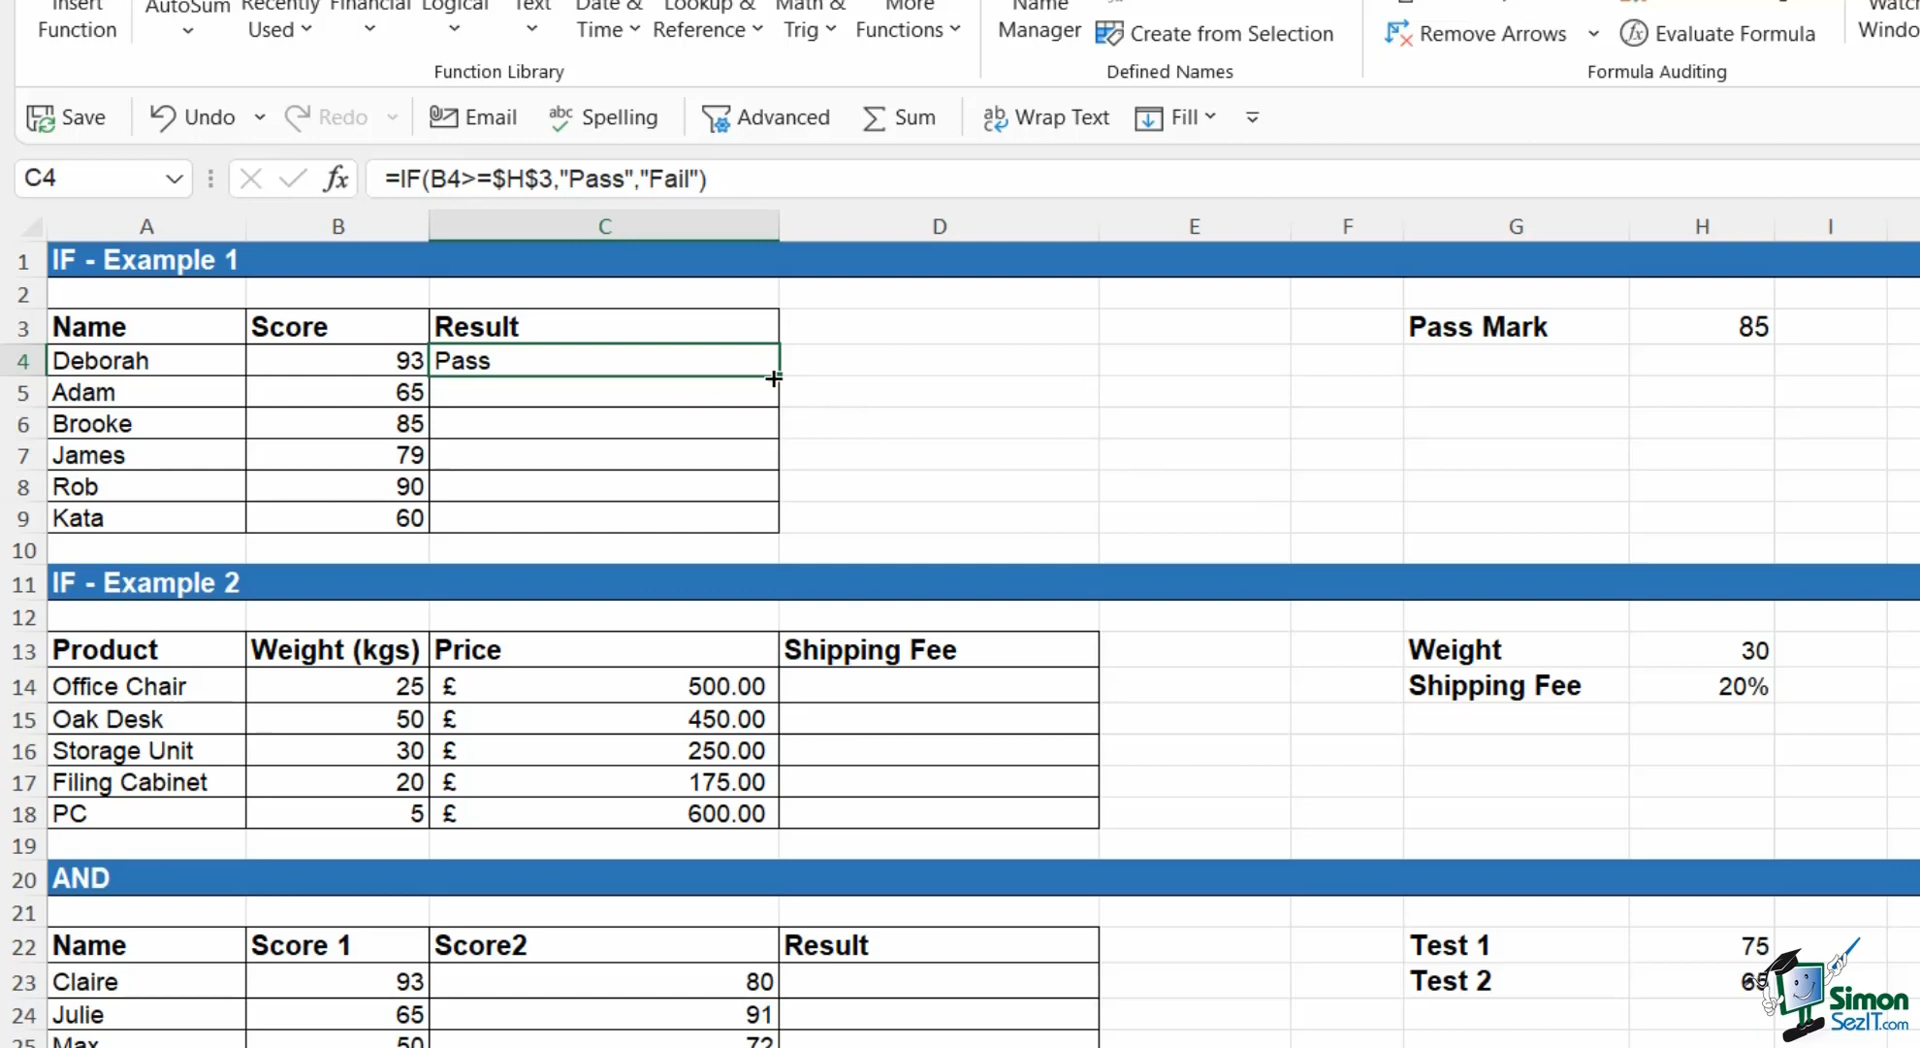 Insert AutoSum Recently Financial Logical Text Date & Lookup & Math & More Name
Function Used Time Reference Trig Functions Manager Create from Selection Remove Arrows Evaluate Formula
Function Library Defined Names Formula Auditing
Save Undo Redo Email abc Spelling Advanced Sum Wrap Text Fill
C4 fx =IF(B4>=$H$3,"Pass","Fail")
A B C D E F G H I
1 IF - Example 1
2
3 Name Score Result Pass Mark 85
4 Deborah 93 Pass
5 Adam 65
6 Brooke 85
7 James 79
8 Rob 90
9 Kata 60
10
11 IF - Example 2
12
13 Product Weight (kgs) Price Shipping Fee Weight 30
14 Office Chair 25 £ 500.00 Shipping Fee 20%
15 Oak Desk 50 £ 450.00
16 Storage Unit 30 £ 250.00
17 Filing Cabinet 20 £ 175.00
18 PC 5 £ 600.00
19
20 AND
21
22 Name Score 1 Score2 Result Test 1 75
23 Claire 93 80 Test 2 65
24 Julie 65 91
25 Max 50 72
Simon
SezIT.com